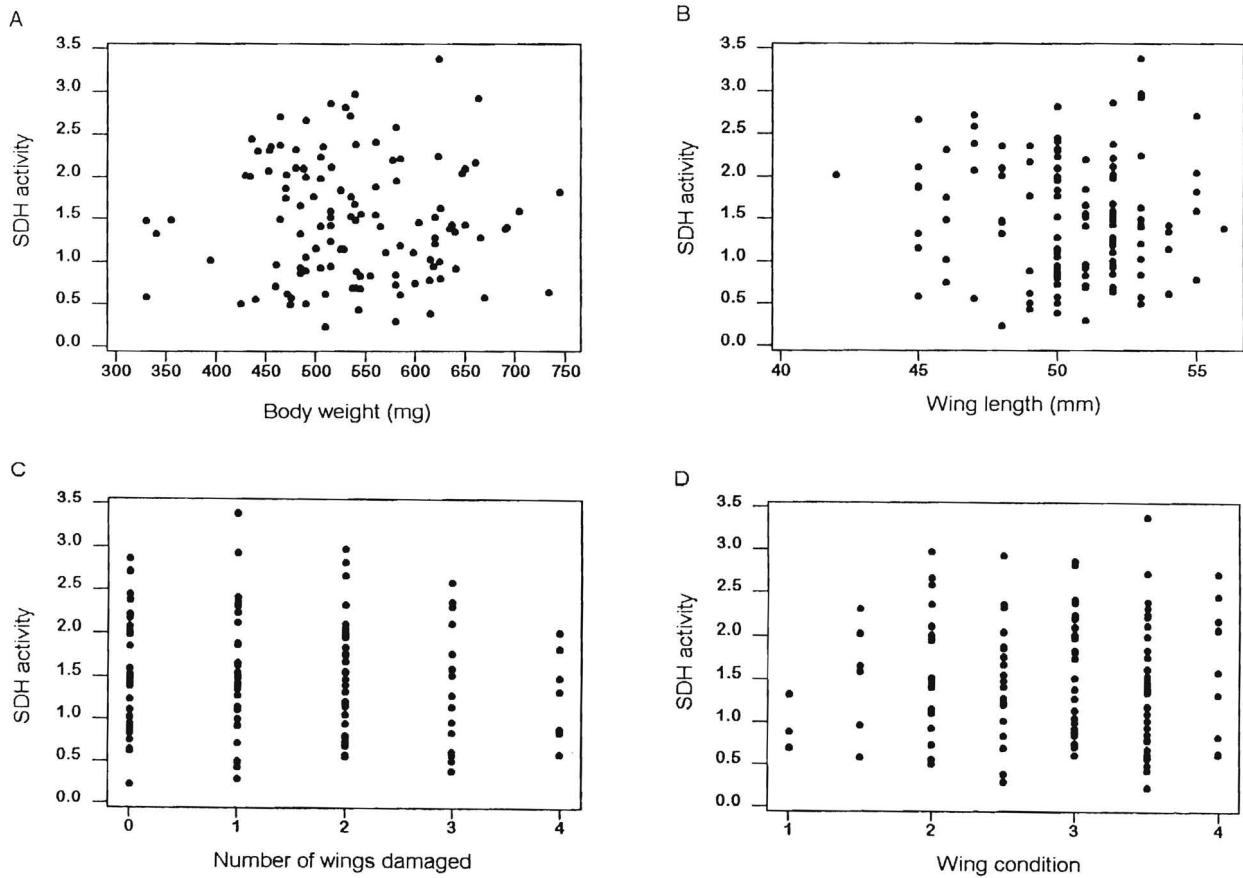 A
SDH activity
3.5
3.0
2.5
2.0
1.5
1.0
0.5
0.0
300 350 400 450 500 550 600 650 700 750
Body weight (mg)
B
SDH activity
3.5
3.0
2.5
2.0
1.5
1.0
0.5
0.0
40 45 50 55
Wing length (mm)
C
SDH activity
3.5
3.0
2.5
2.0
1.5
1.0
0.5
0.0
0 1 2 3 4
Number of wings damaged
D
SDH activity
3.5
3.0
2.5
2.0
1.5
1.0
0.5
0.0
1 2 3 4
Wing condition